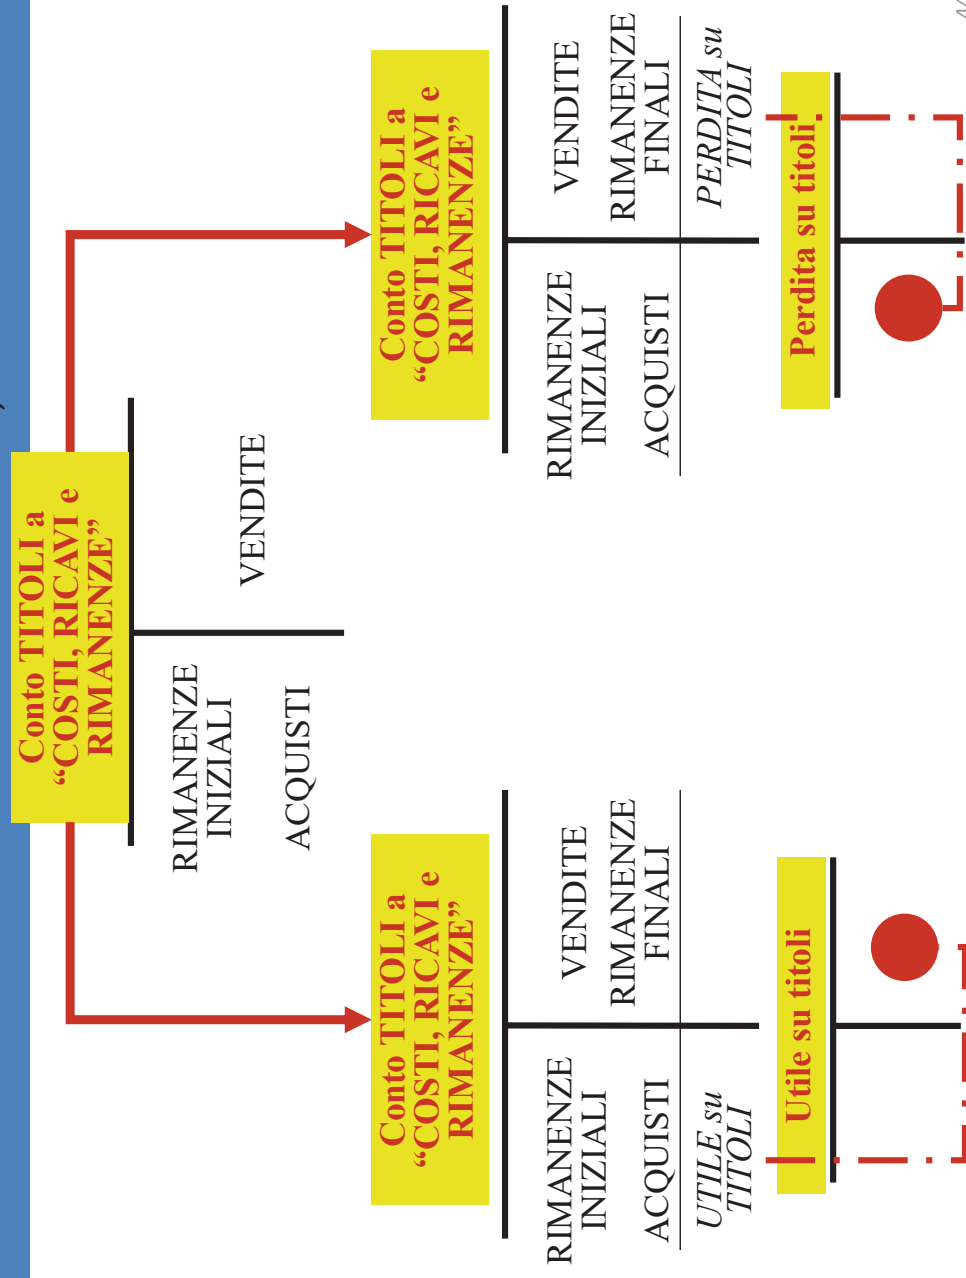 Conto TITOLI a
“COSTI, RICAVI e
RIMANENZE”
RIMANENZE
INIZIALI
ACQUISTI
VENDITE
Conto TITOLI a
“COSTI, RICAVI e
RIMANENZE”
RIMANENZE
INIZIALI
ACQUISTI
UTILE su
TITOLI
VENDITE
RIMANENZE
FINALI
Utile su titoli
Conto TITOLI a
“COSTI, RICAVI e
RIMANENZE”
RIMANENZE
INIZIALI
ACQUISTI
VENDITE
RIMANENZE
FINALI
PERDITA su
TITOLI
Perdita su titoli